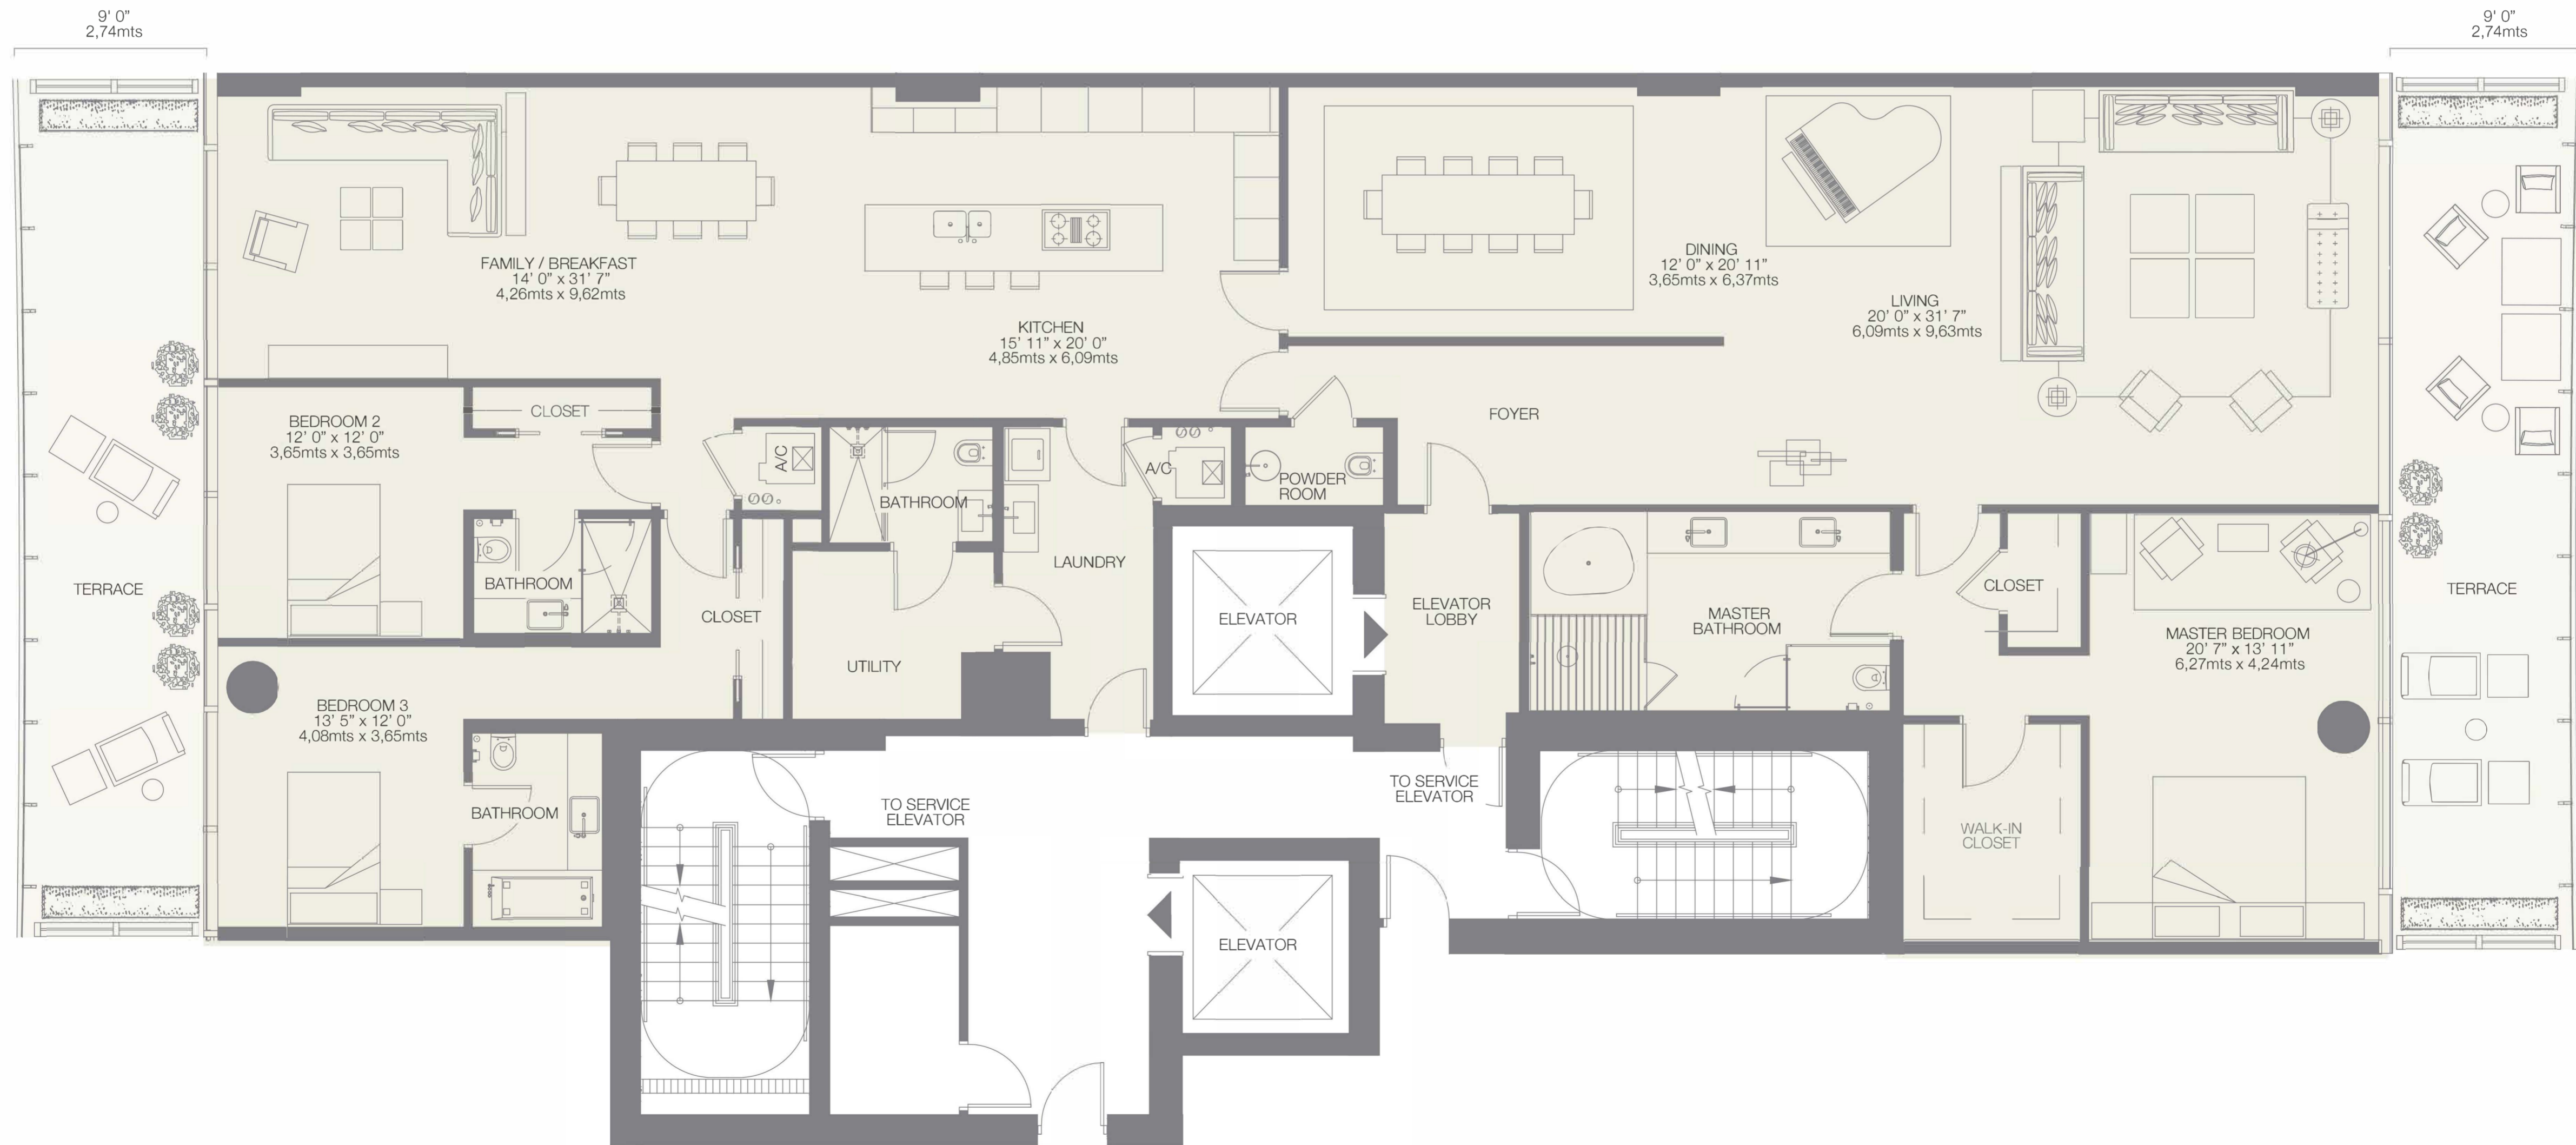 9' 0"
2,74mts
9' 0"
2,74mts
FAMILY / BREAKFAST
14' 0" x 31' 7"
4,26mts x 9,62mts
KITCHEN
15' 11" x 20' 0"
4,85mts x 6,09mts
DINING
12' 0" x 20' 11"
3,65mts x 6,37mts
LIVING
20' 0" x 31' 7"
6,09mts x 9,63mts
BEDROOM 2
12' 0" x 12' 0"
3,65mts x 3,65mts
CLOSET
FOYER
A/C
A/C
BATHROOM
POWDER
ROOM
TERRACE
BATHROOM
CLOSET
LAUNDRY
UTILITY
ELEVATOR
ELEVATOR
LOBBY
MASTER
BATHROOM
CLOSET
MASTER BEDROOM
20' 7" x 13' 11"
6,27mts x 4,24mts
TERRACE
BEDROOM 3
13' 5" x 12' 0"
4,08mts x 3,65mts
BATHROOM
TO SERVICE
ELEVATOR
TO SERVICE
ELEVATOR
WALK-IN
CLOSET
ELEVATOR